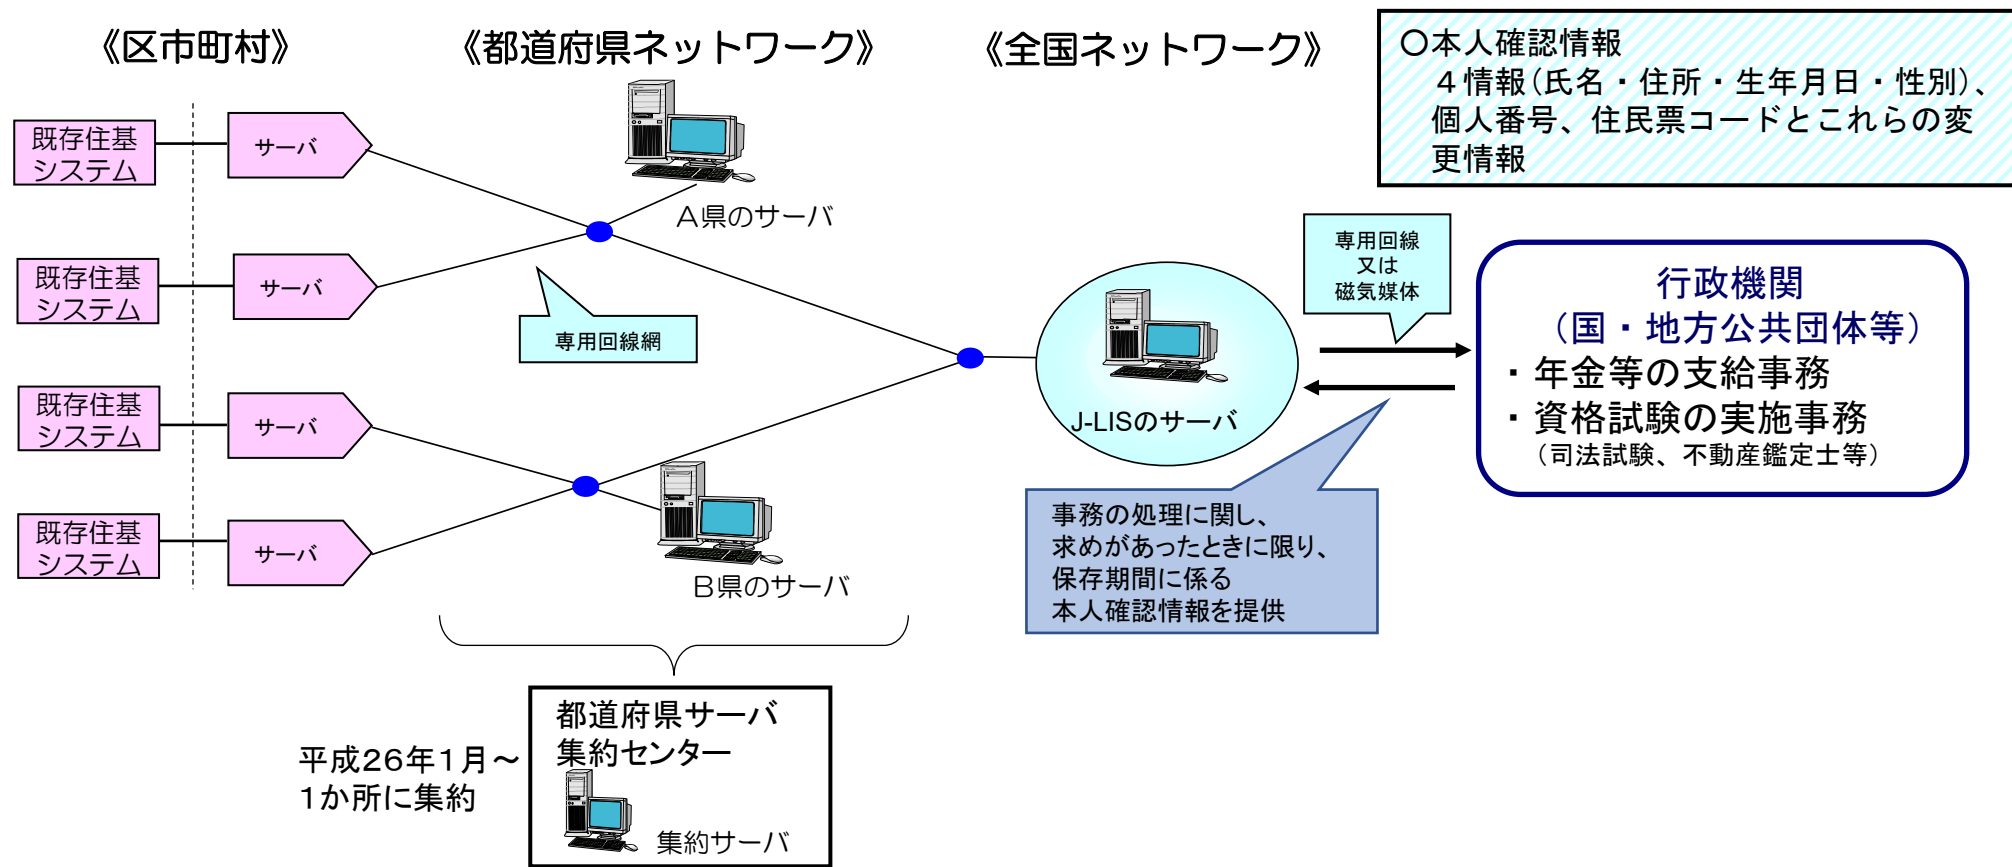 《区市町村》
《都道府県ネットワーク》
《全国ネットワーク》
〇本人確認情報
４情報（氏名・住所・生年月日・性別）、
個人番号、住民票コードとこれらの変
更情報
既存住基
システム
サーバ
既存住基
システム
サーバ
既存住基
システム
サーバ
既存住基
システム
サーバ
A県のサーバ
専用回線網
B県のサーバ
J-LISのサーバ
専用回線
又は
磁気媒体
行政機関
（国・地方公共団体等）
・年金等の支給事務
・資格試験の実施事務
（司法試験、不動産鑑定士等）
事務の処理に関し、
求めがあったときに限り、
保存期間に係る
本人確認情報を提供
平成26年1月～
1か所に集約
都道府県サーバ
集約センター
集約サーバ